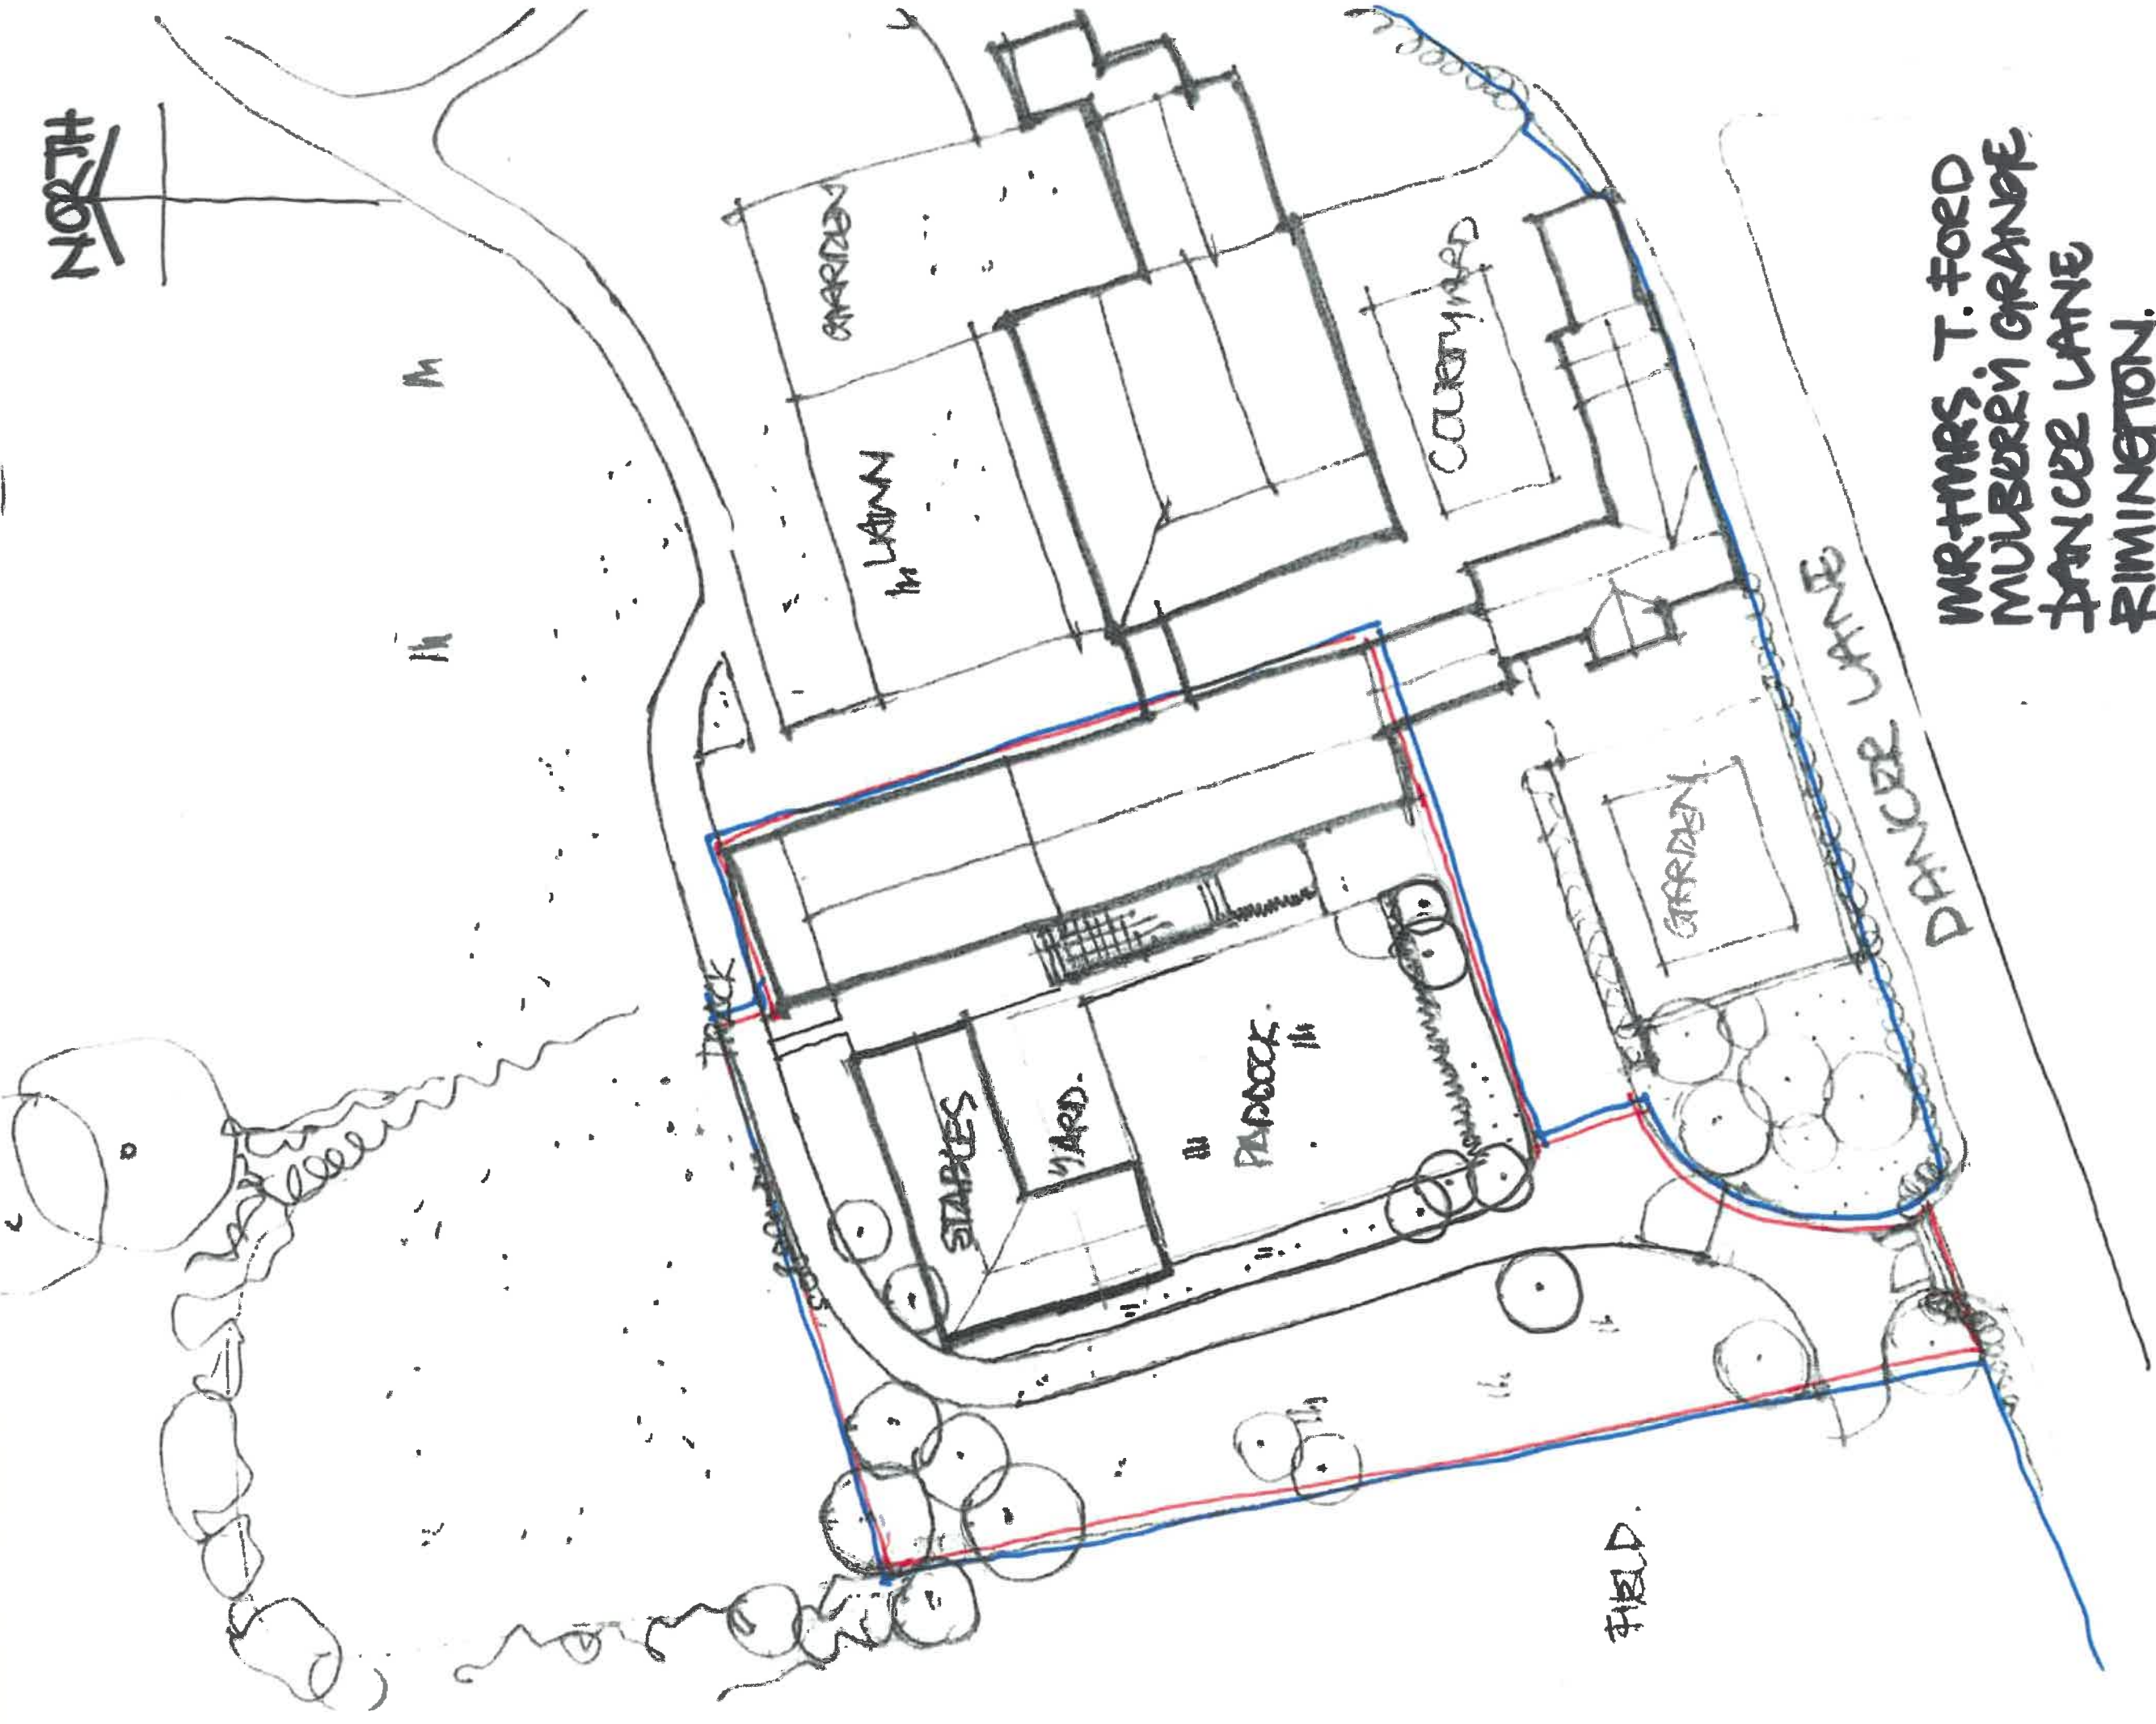 NORTH
GARDEN
LAWN
COURTYARD
TRACK
STABLES
YARD.
PADDOCK.
GARDEN
DANCER LANE
FIELD.
MR+MRS. T. FORD
MULBERRY GRANGE
DANCER LANE
RIMINGTON.